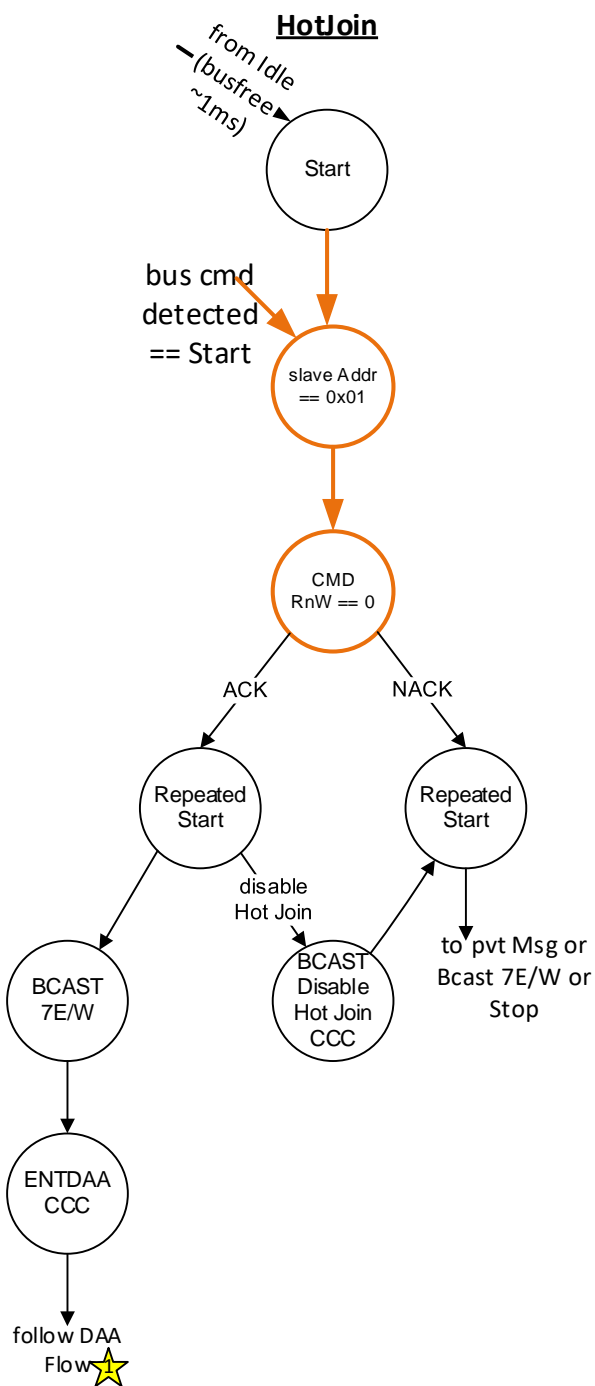 HotJoin
from Idle
(busfree
~1ms)
Start
bus cmd
detected
== Start
slave Addr
== 0x01
CMD
RnW == 0
ACK
NACK
Repeated
Start
Repeated
Start
disable
Hot Join
BCAST
7E/W
BCAST
Disable
Hot Join
CCC
to pvt Msg or
Bcast 7E/W or
Stop
ENTDAA
CCC
follow DAA
Flow 1